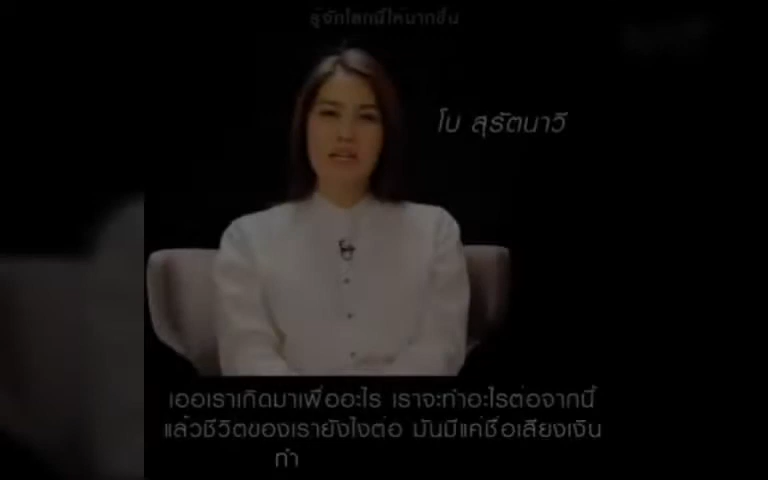 รู้จักโลกนี้ให้มากขึ้น
โบ สุรัตนาวี
เออเราเกิดมาเพื่ออะไร เราจะทำอะไรต่อจากนี้
แล้วชีวิตของเรายังไงต่อ มันมีแค่ชื่อเสียงเงิน
ทำ